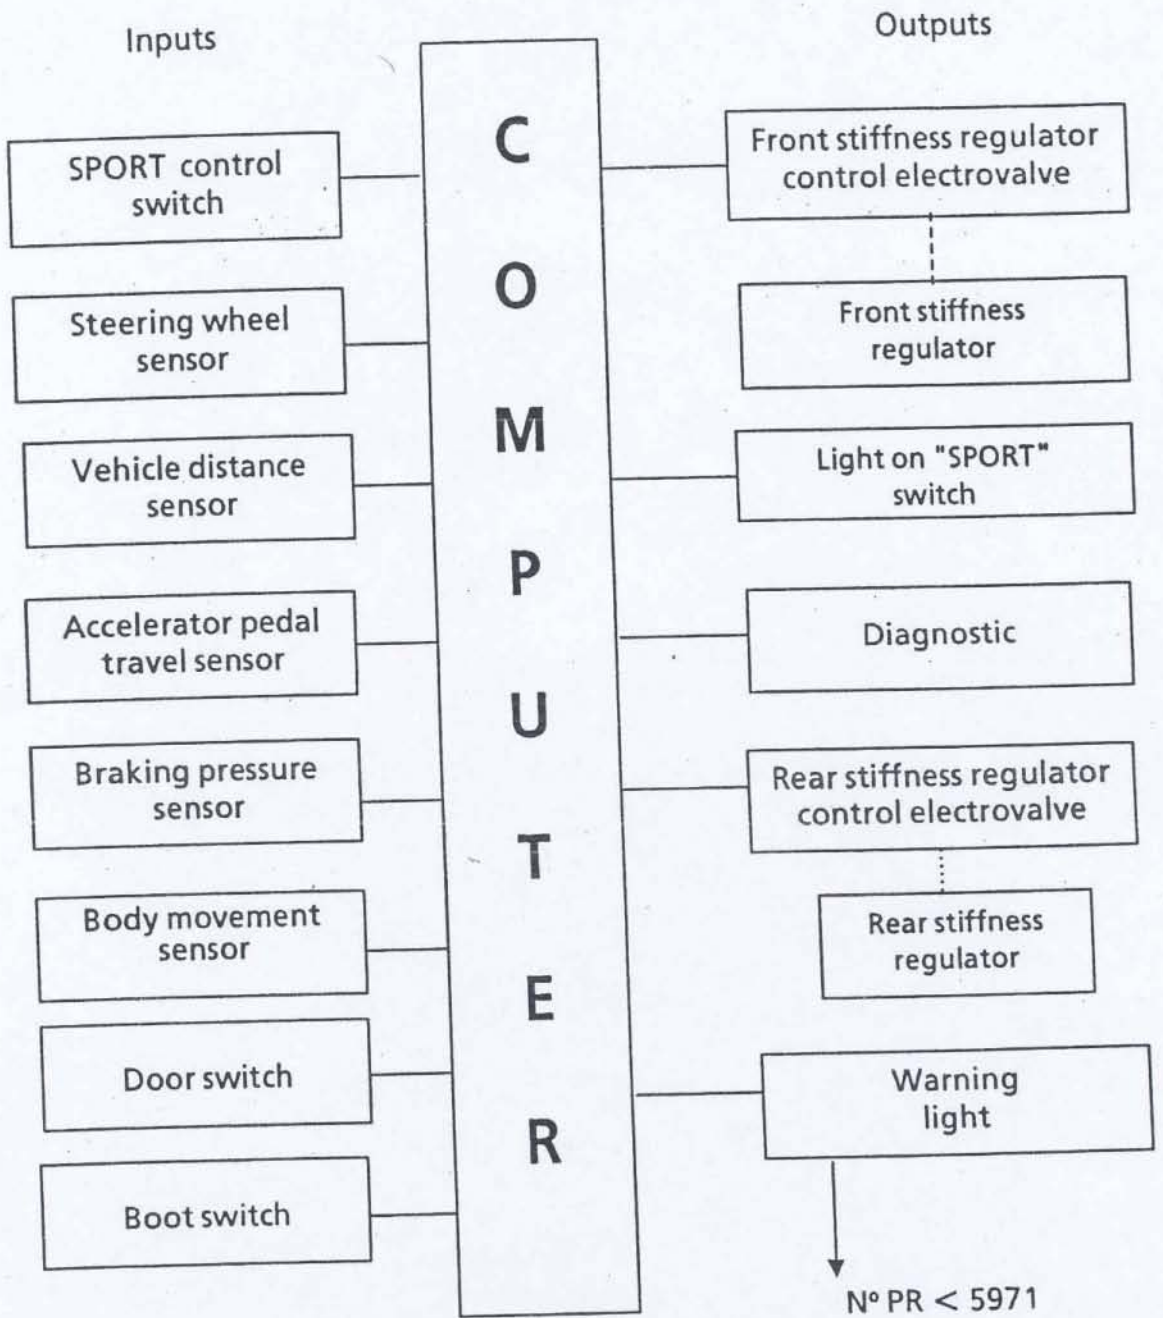 Inputs
Outputs
SPORT control
switch
Steering wheel
sensor
Vehicle distance
sensor
Accelerator pedal
travel sensor
Braking pressure
sensor
Body movement
sensor
Door switch
Boot switch
C
O
M
P
U
T
E
R
Front stiffness regulator
control electrovalve
Front stiffness
regulator
Light on "SPORT"
switch
Diagnostic
Rear stiffness regulator
control electrovalve
Rear stiffness
regulator
Warning
light
Nº PR < 5971